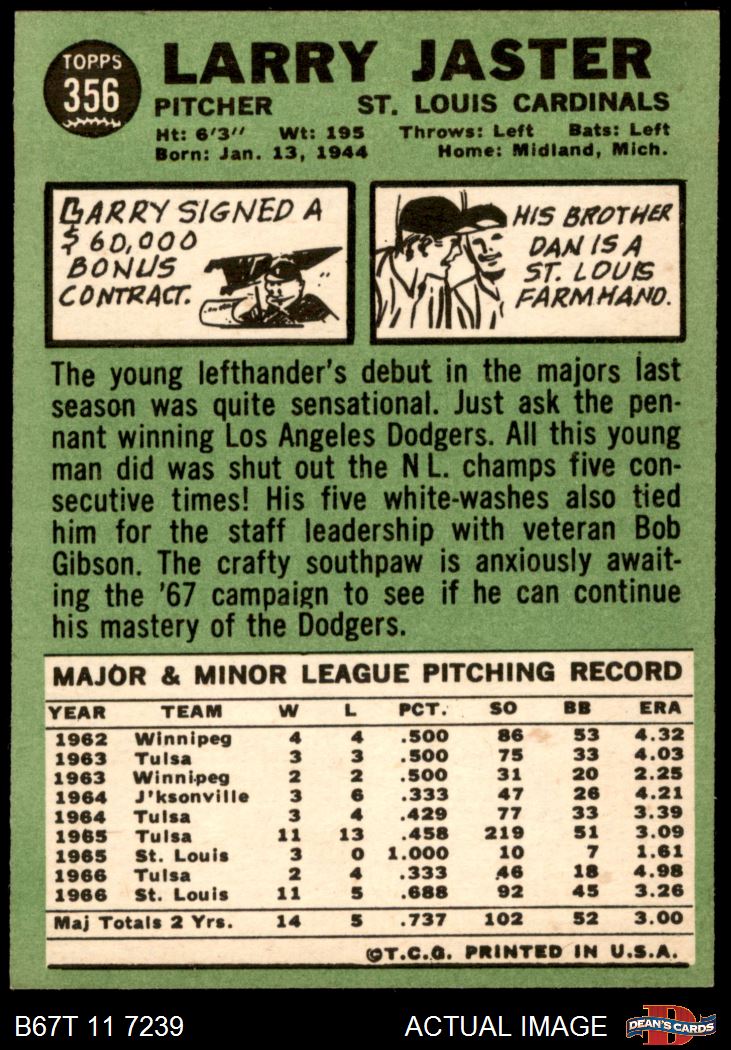 TOPPS
356
LARRY JASTER
PITCHER ST. LOUIS CARDINALS
Ht: 6'3" Wt: 195 Throws: Left Bats: Left
Born: Jan. 13, 1944 Home: Midland, Mich.
LARRY SIGNED A
$60,000
BONUS
CONTRACT.
HIS BROTHER
DAN IS A
ST. LOUIS
FARMHAND.
The young lefthander's debut in the majors last
season was quite sensational. Just ask the pen-
nant winning Los Angeles Dodgers. All this young
man did was shut out the N L. champs five con-
secutive times! His five white-washes also tied
him for the staff leadership with veteran Bob
Gibson. The crafty southpaw is anxiously await-
ing the '67 campaign to see if he can continue
his mastery of the Dodgers.
MAJOR & MINOR LEAGUE PITCHING RECORD
YEAR TEAM W L PCT. SO BB ERA
1962 Winnipeg 4 4 .500 86 53 4.32
1963 Tulsa 3 3 .500 75 33 4.03
1963 Winnipeg 2 2 .500 31 20 2.25
1964 J'ksonville 3 6 .333 47 26 4.21
1964 Tulsa 3 4 .429 77 33 3.39
1965 Tulsa 11 13 .458 219 51 3.09
1965 St. Louis 3 0 1.000 10 7 1.61
1966 Tulsa 2 4 .333 46 18 4.98
1966 St. Louis 11 5 .688 92 45 3.26
Maj Totals 2 Yrs. 14 5 .737 102 52 3.00
©T.C.G. PRINTED IN U.S.A.
B67T 11 7239 ACTUAL IMAGE
D
DEAN'S CARDS